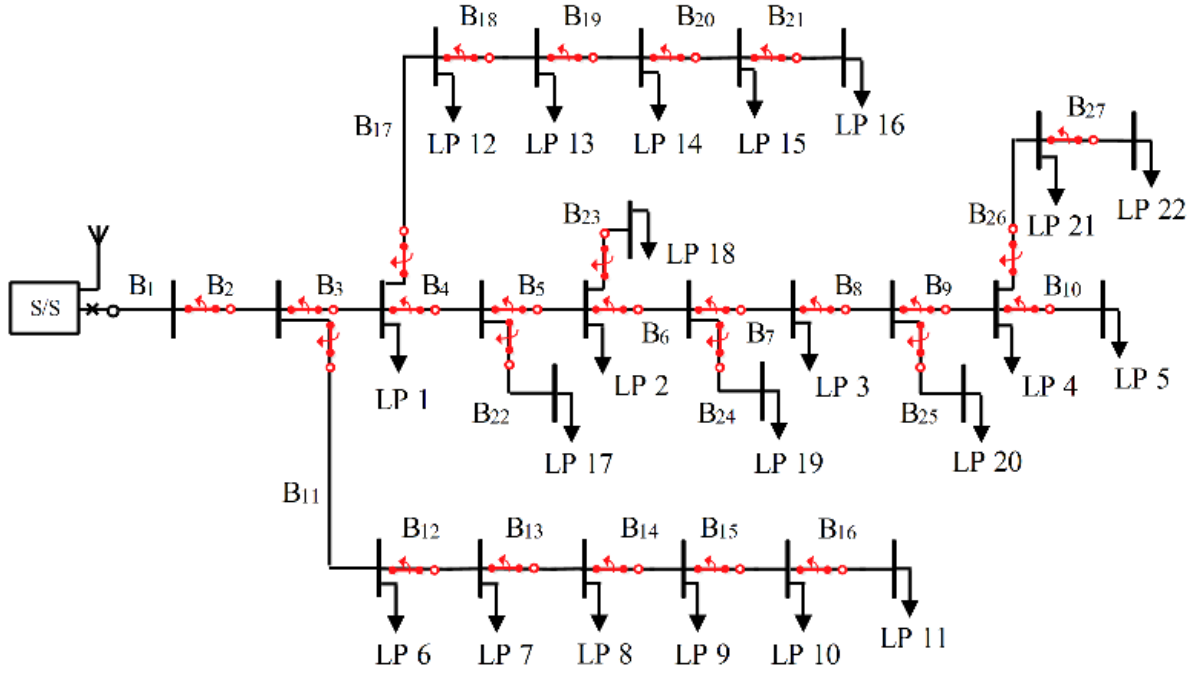 B18 B19 B20 B21
B17
LP 12 LP 13 LP 14 LP 15 LP 16
B27
B23
LP 18
B26
LP 21 LP 22
S/S
B1 B2 B3 B4 B5 B6 B7 B8 B9 B10
LP 1 LP 2 LP 3 LP 4 LP 5
B22 B24 B25
LP 17 LP 19 LP 20
B11
B12 B13 B14 B15 B16
LP 6 LP 7 LP 8 LP 9 LP 10 LP 11